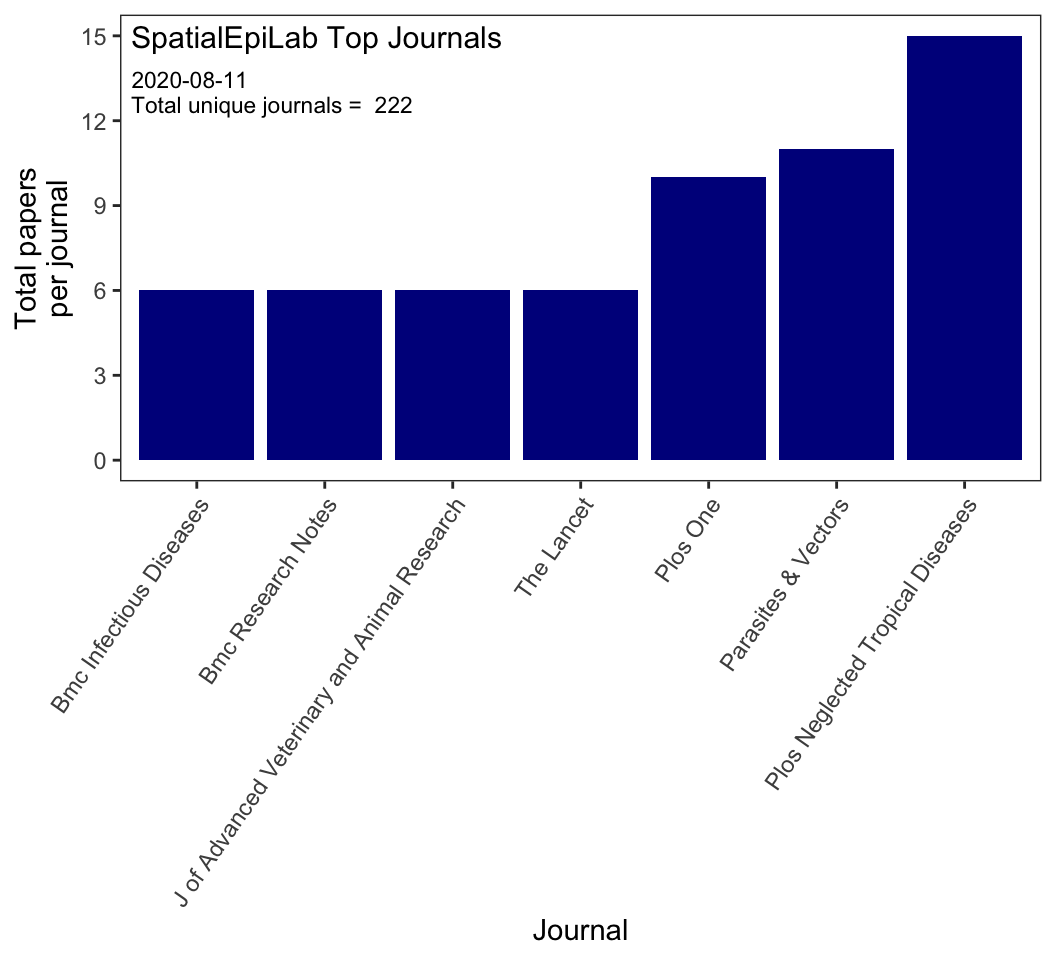 SpatialEpiLab Top Journals
2020-08-11
Total unique journals =  222
Total papers
per journal
15
12
9
6
3
0
Bmc Infectious Diseases
Bmc Research Notes
J of Advanced Veterinary and Animal Research
The Lancet
Plos One
Parasites & Vectors
Plos Neglected Tropical Diseases
Journal